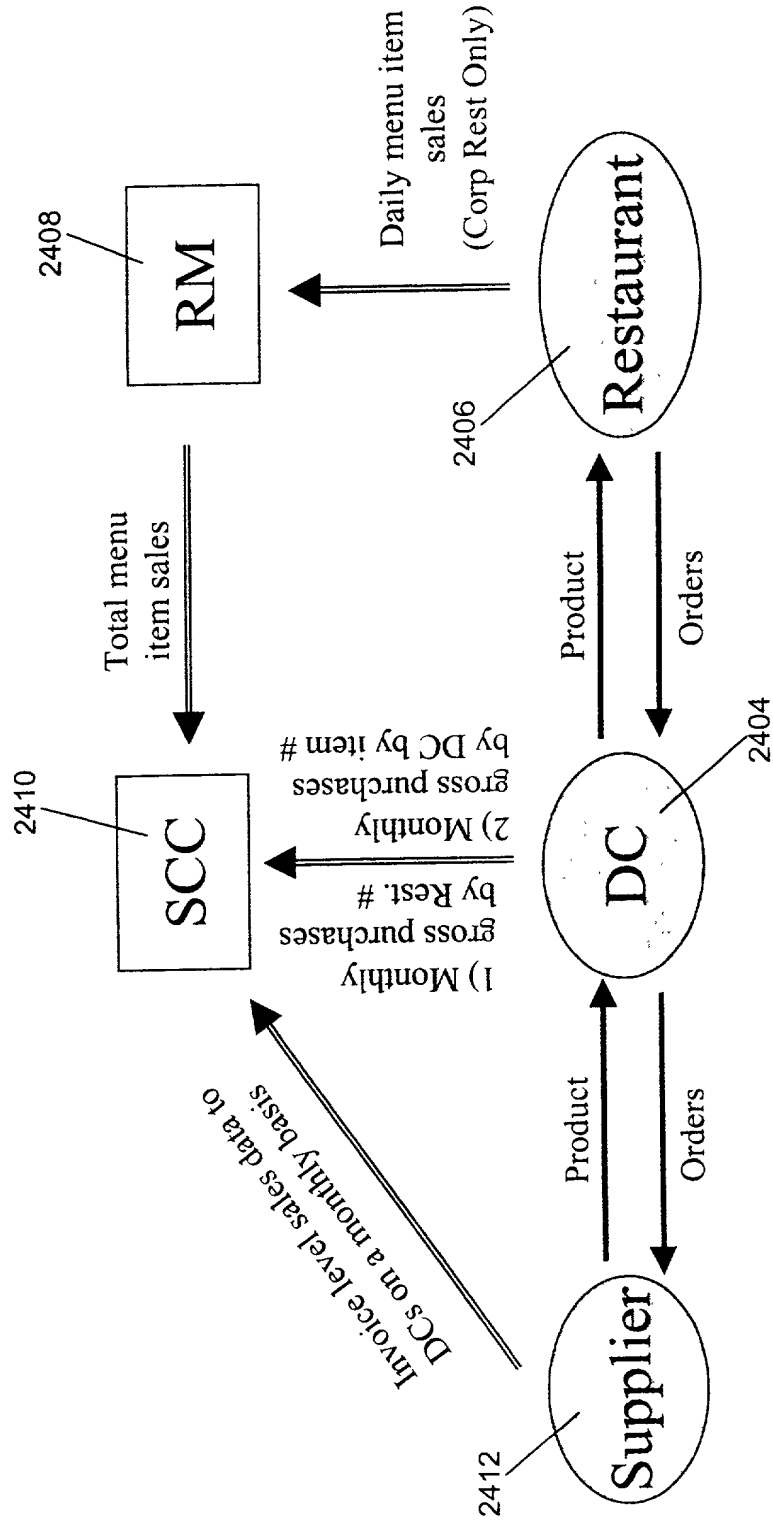 2410
SCC
Total menu
item sales
2408
RM
Invoice level sales data to
DCs on a monthly basis
1) Monthly
gross purchases
by Rest. #
2) Monthly
gross purchases
by DC by item #
Daily menu item
sales
(Corp Rest Only)
2412
Supplier
Product
Orders
DC
2404
Product
Orders
2406
Restaurant